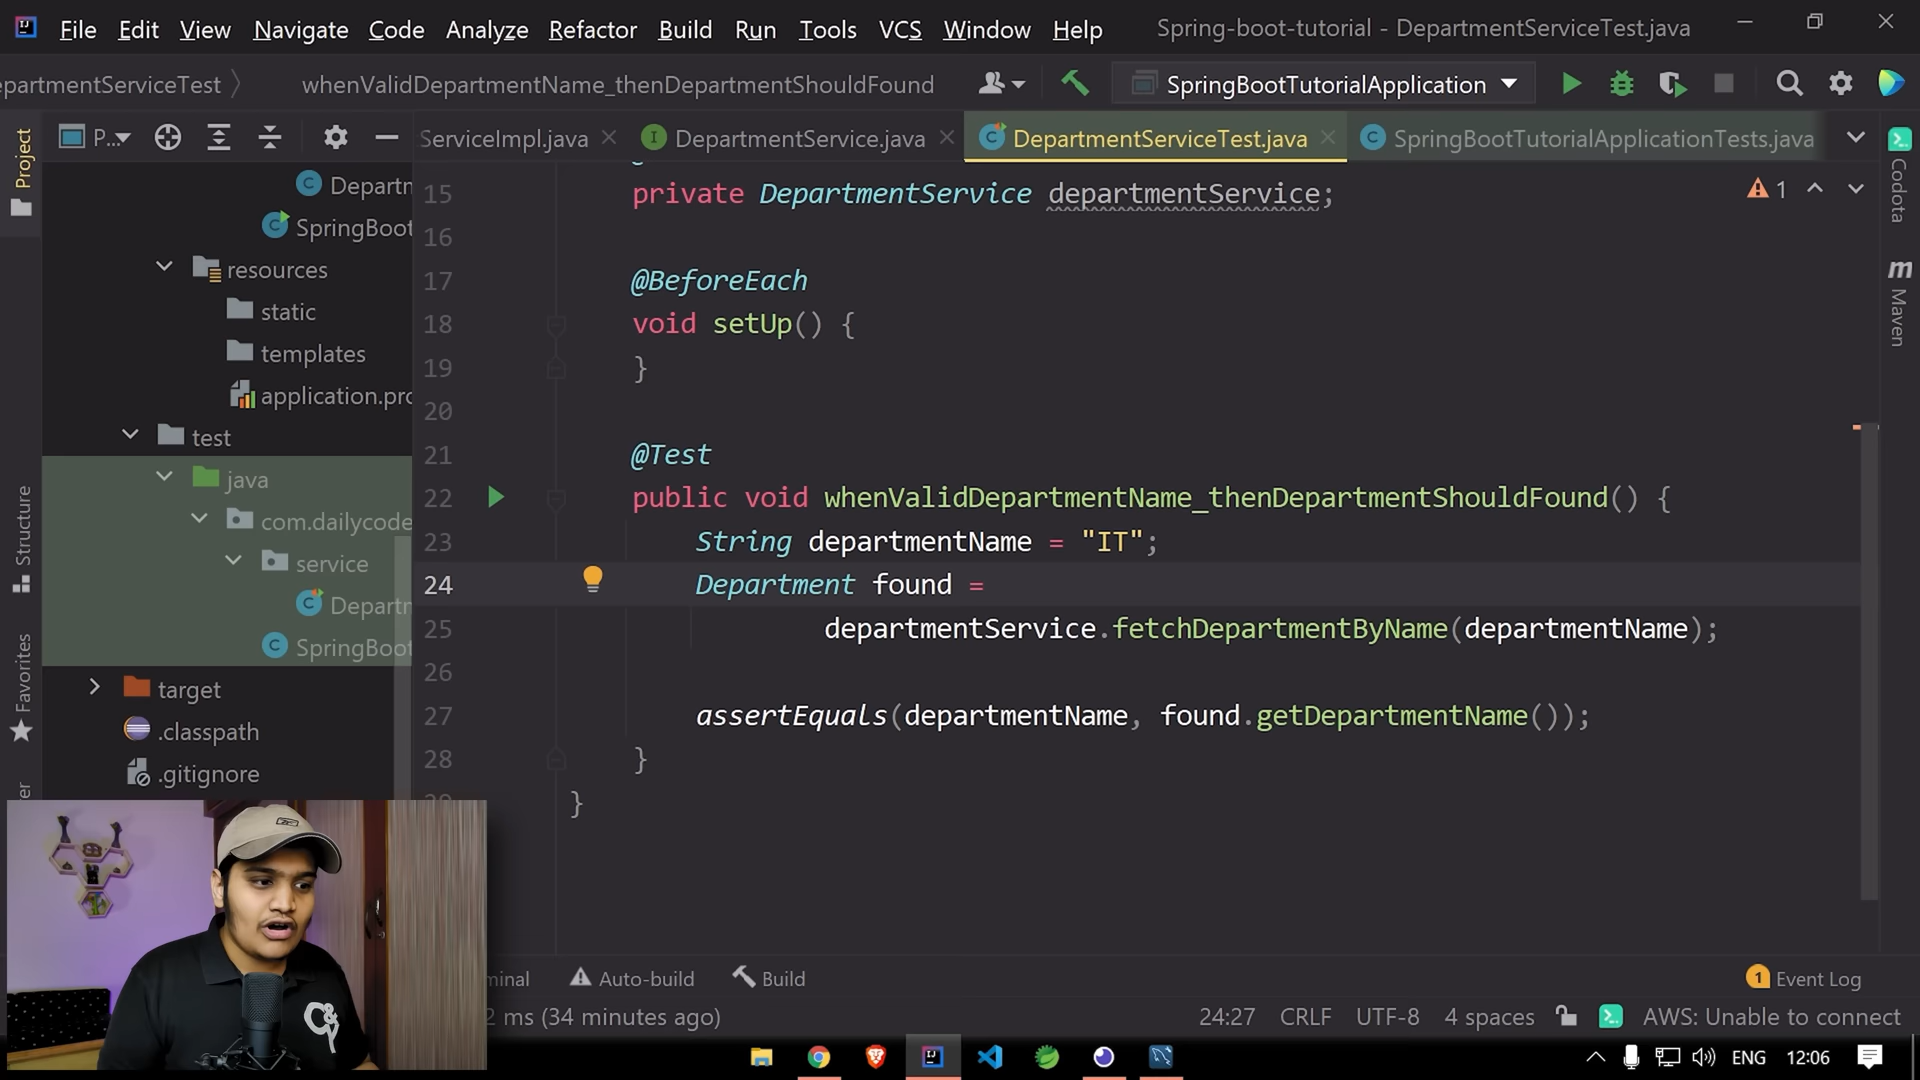 File Edit View Navigate Code Analyze Refactor Build Run Tools VCS Window Help Spring-boot-tutorial - DepartmentServiceTest.java
epartmentServiceTest whenValidDepartmentName_thenDepartmentShouldFound SpringBootTutorialApplication
P... ServiceImpl.java DepartmentService.java DepartmentServiceTest.java SpringBootTutorialApplicationTests.java
Project
Structure
Favorites
Departn
SpringBoot
resources
static
templates
application.pro
test
java
com.dailycode
service
Departn
SpringBoot
target
.classpath
.gitignore
15 private DepartmentService departmentService;
16
17 @BeforeEach
18 void setUp() {
19 }
20
21 @Test
22 public void whenValidDepartmentName_thenDepartmentShouldFound() {
23 String departmentName = "IT";
24 Department found =
25 departmentService.fetchDepartmentByName(departmentName);
26
27 assertEquals(departmentName, found.getDepartmentName());
28 }
}
1
Codota
m Maven
minal Auto-build Build 1 Event Log
2 ms (34 minutes ago) 24:27 CRLF UTF-8 4 spaces AWS: Unable to connect
ENG 12:06